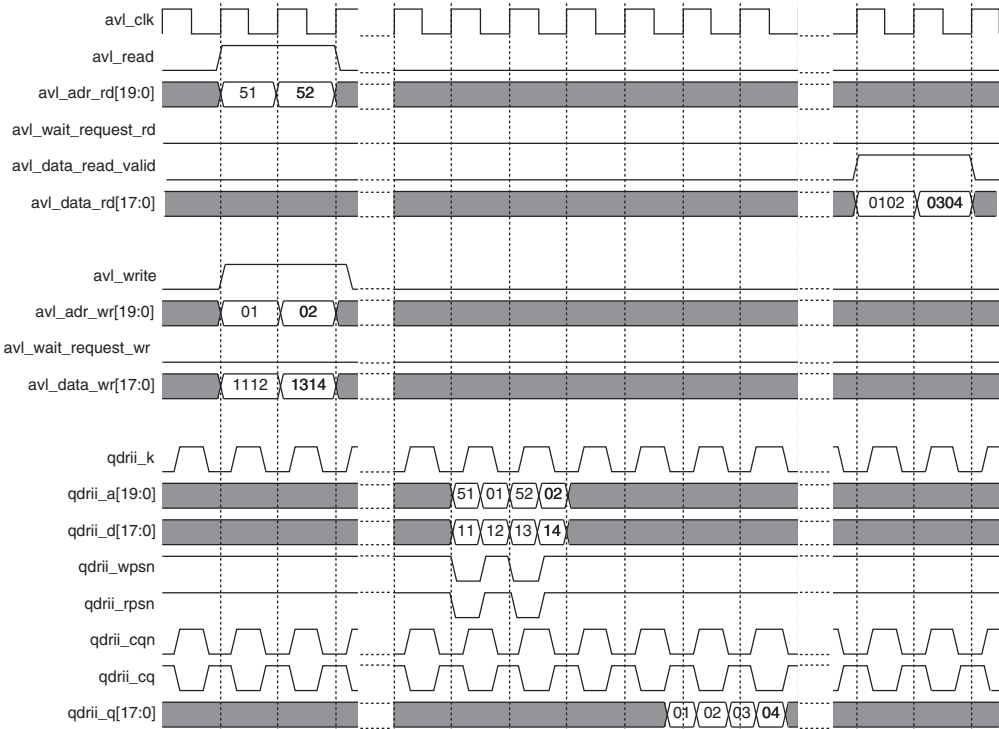 avl_clk
avl_read
avl_adr_rd[19:0] 51 52
avl_wait_request_rd
avl_data_read_valid
avl_data_rd[17:0] 0102 0304
avl_write
avl_adr_wr[19:0] 01 02
avl_wait_request_wr
avl_data_wr[17:0] 1112 1314
qdrii_k
qdrii_a[19:0] 51 01 52 02
qdrii_d[17:0] 11 12 13 14
qdrii_wpsn
qdrii_rpsn
qdrii_cqn
qdrii_cq
qdrii_q[17:0] 01 02 03 04